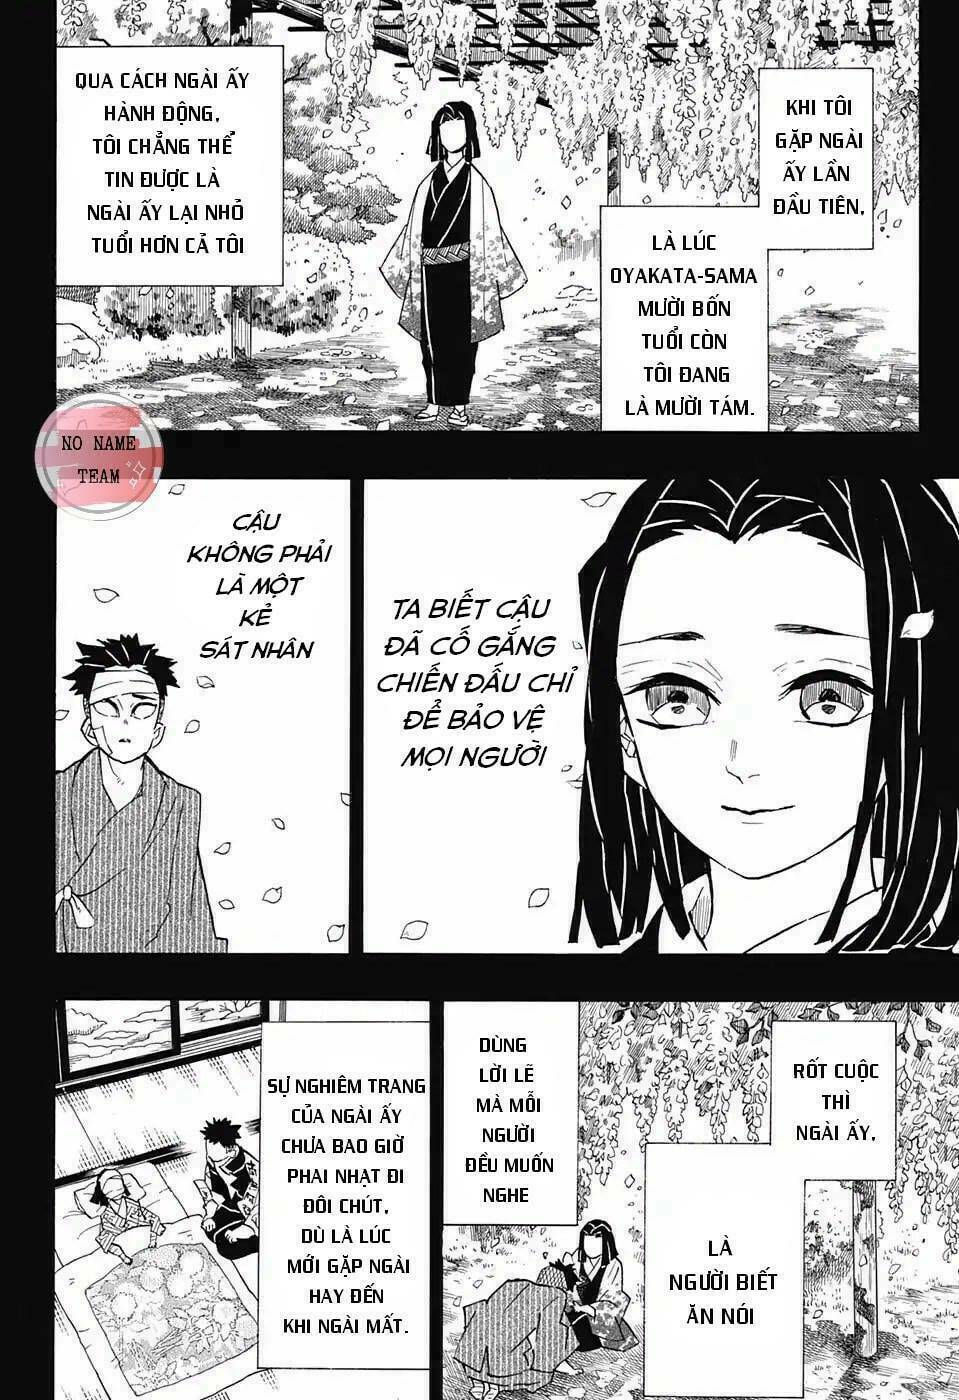 KHI TÔI
GẶP NGÀI
ẤY LẦN
ĐẦU TIÊN,
LÀ LÚC
OYAKATA-SAMA
MƯỜI BỐN
TUỔI CÒN
TÔI ĐANG
LÀ MƯỜI TÁM.
QUA CÁCH NGÀI ẤY
HÀNH ĐỘNG,
TÔI CHẲNG THỂ
TIN ĐƯỢC LÀ
NGÀI ẤY LẠI NHỎ
TUỔI HƠN CẢ TÔI
NO NAME
TEAM
TA BIẾT CẬU
ĐÃ CỐ GẮNG
CHIẾN ĐẤU CHỈ
ĐỂ BẢO VỆ
MỌI NGƯỜI
CẬU
KHÔNG PHẢI
LÀ MỘT
KẺ
SÁT NHÂN
RỐT CUỘC
THÌ
NGÀI ẤY,
LÀ
NGƯỜI BIẾT
ĂN NÓI
DÙNG
LỜI LẼ
MÀ MỖI
NGƯỜI
ĐỀU MUỐN
NGHE
SỰ NGHIÊM TRANG
CỦA NGÀI ẤY
CHƯA BAO GIỜ
PHAI NHẠT ĐI
ĐÔI CHÚT,
DÙ LÀ LÚC
MỚI GẶP NGÀI
HAY ĐẾN
KHI NGÀI MẤT.